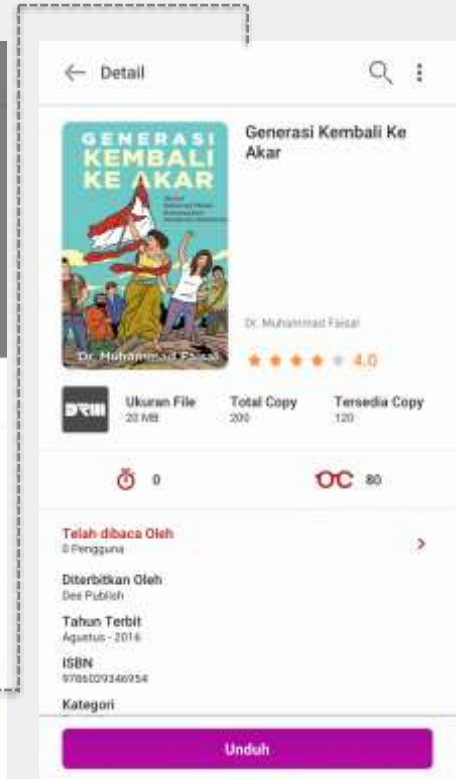 Detail
GENERASI
KEMBALI
KE AKAR
Dr. Muhammad Faisal
Generasi Kembali Ke
Akar
Dr. Muhammad Faisal
4.0
DRM
Ukuran File
20 MB
Total Copy
200
Tersedia Copy
120
0
80
Telah dibaca Oleh
0 Pengguna
Diterbitkan Oleh
Dee Publish
Tahun Terbit
Agustus - 2016
ISBN
9786029346954
Kategori
Unduh